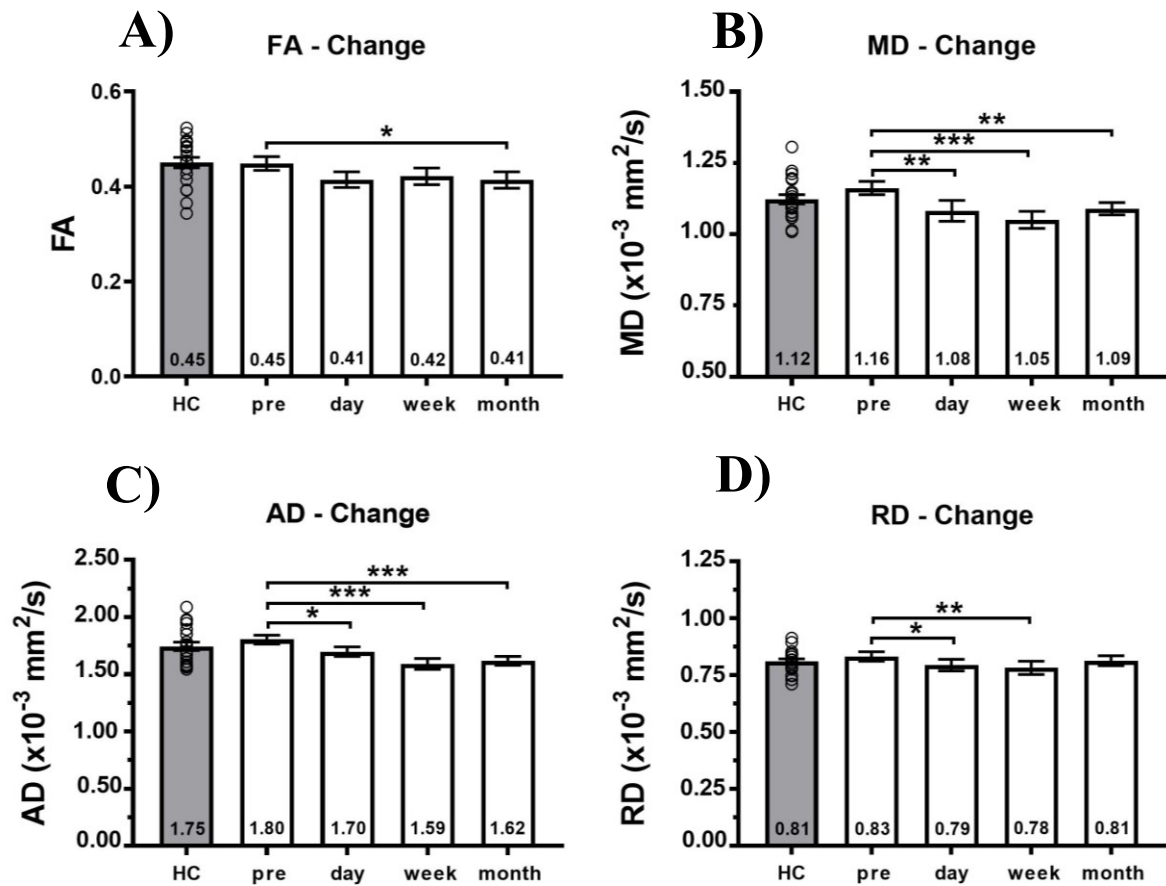 A)
FA - Change
FA
0.6
0.4
0.2
0.0
*
0.45 0.45 0.41 0.42 0.41
HC pre day week month
B)
MD - Change
MD (x10⁻³ mm²/s)
1.50
1.25
1.00
0.75
0.50
**
***
**
1.12 1.16 1.08 1.05 1.09
HC pre day week month
C)
AD - Change
AD (x10⁻³ mm²/s)
2.50
2.00
1.50
1.00
0.50
0.00
***
***
*
1.75 1.80 1.70 1.59 1.62
HC pre day week month
D)
RD - Change
RD (x10⁻³ mm²/s)
1.25
1.00
0.75
0.50
0.25
0.00
**
*
0.81 0.83 0.79 0.78 0.81
HC pre day week month